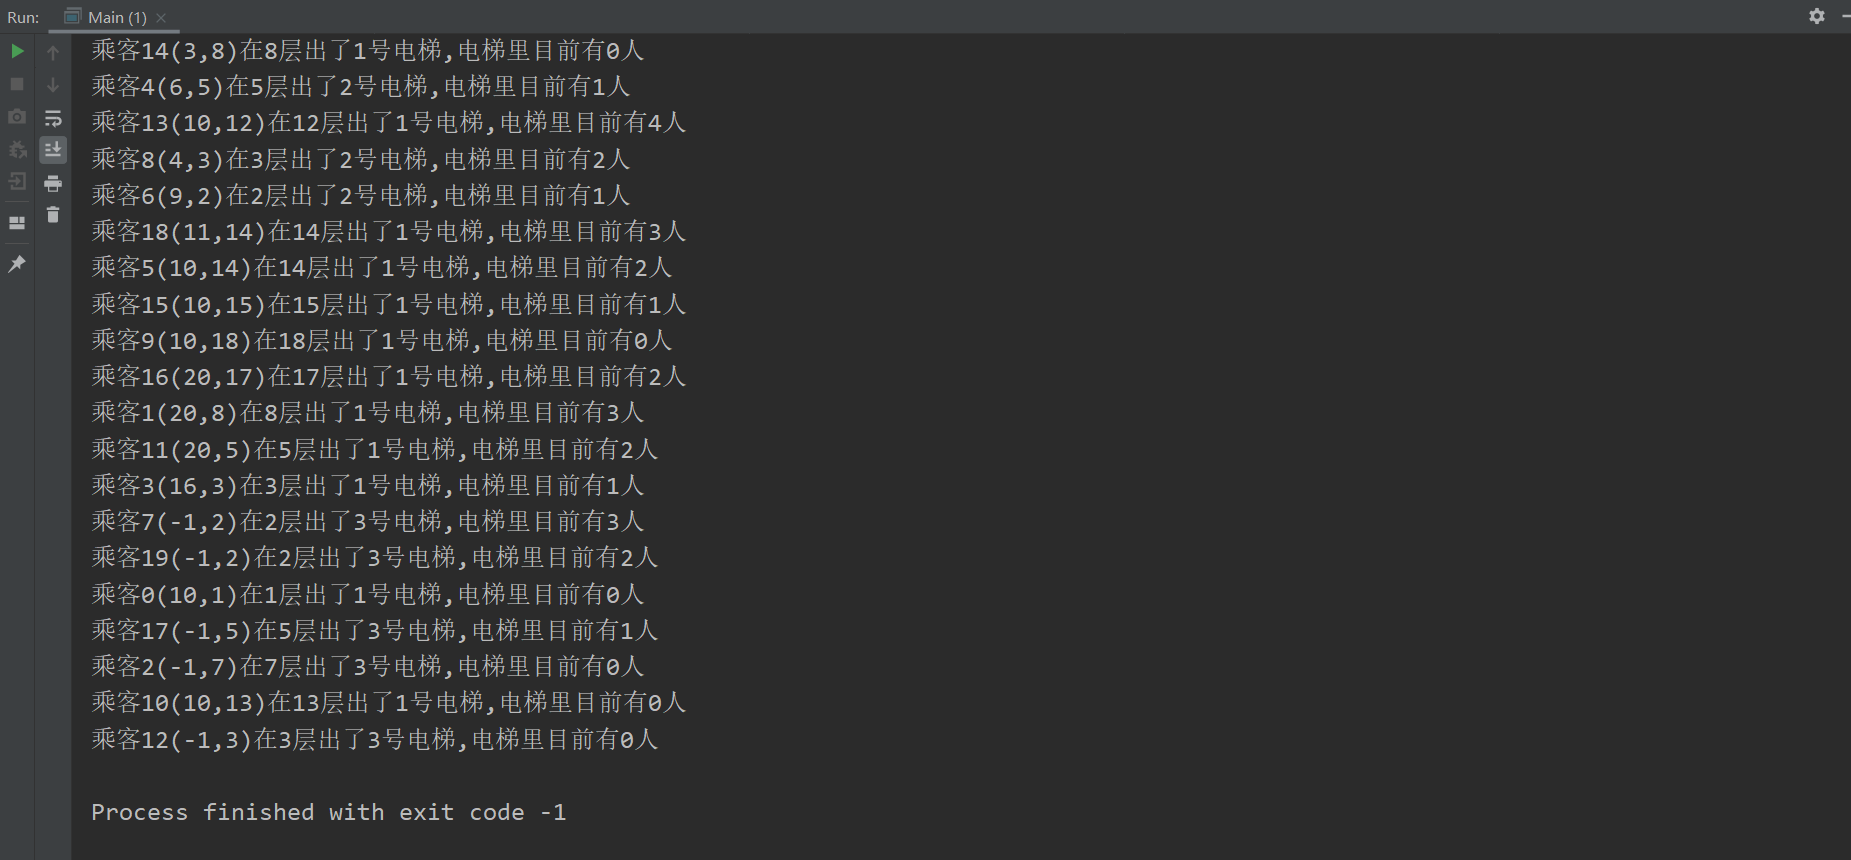 Run: Main (1)
乘客14(3,8)在8层出了1号电梯,电梯里目前有0人
乘客4(6,5)在5层出了2号电梯,电梯里目前有1人
乘客13(10,12)在12层出了1号电梯,电梯里目前有4人
乘客8(4,3)在3层出了2号电梯,电梯里目前有2人
乘客6(9,2)在2层出了2号电梯,电梯里目前有1人
乘客18(11,14)在14层出了1号电梯,电梯里目前有3人
乘客5(10,14)在14层出了1号电梯,电梯里目前有2人
乘客15(10,15)在15层出了1号电梯,电梯里目前有1人
乘客9(10,18)在18层出了1号电梯,电梯里目前有0人
乘客16(20,17)在17层出了1号电梯,电梯里目前有2人
乘客1(20,8)在8层出了1号电梯,电梯里目前有3人
乘客11(20,5)在5层出了1号电梯,电梯里目前有2人
乘客3(16,3)在3层出了1号电梯,电梯里目前有1人
乘客7(-1,2)在2层出了3号电梯,电梯里目前有3人
乘客19(-1,2)在2层出了3号电梯,电梯里目前有2人
乘客0(10,1)在1层出了1号电梯,电梯里目前有0人
乘客17(-1,5)在5层出了3号电梯,电梯里目前有1人
乘客2(-1,7)在7层出了3号电梯,电梯里目前有0人
乘客10(10,13)在13层出了1号电梯,电梯里目前有0人
乘客12(-1,3)在3层出了3号电梯,电梯里目前有0人
Process finished with exit code -1